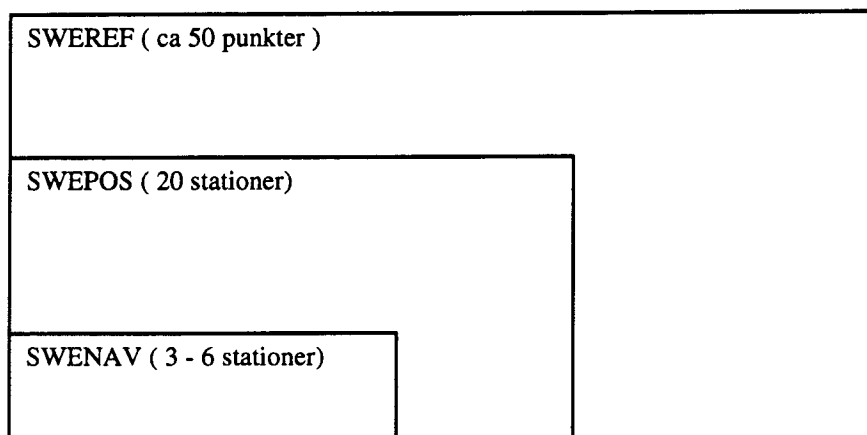 SWEREF ( ca 50 punkter )
SWEPOS ( 20 stationer)
SWENAV ( 3 - 6 stationer)